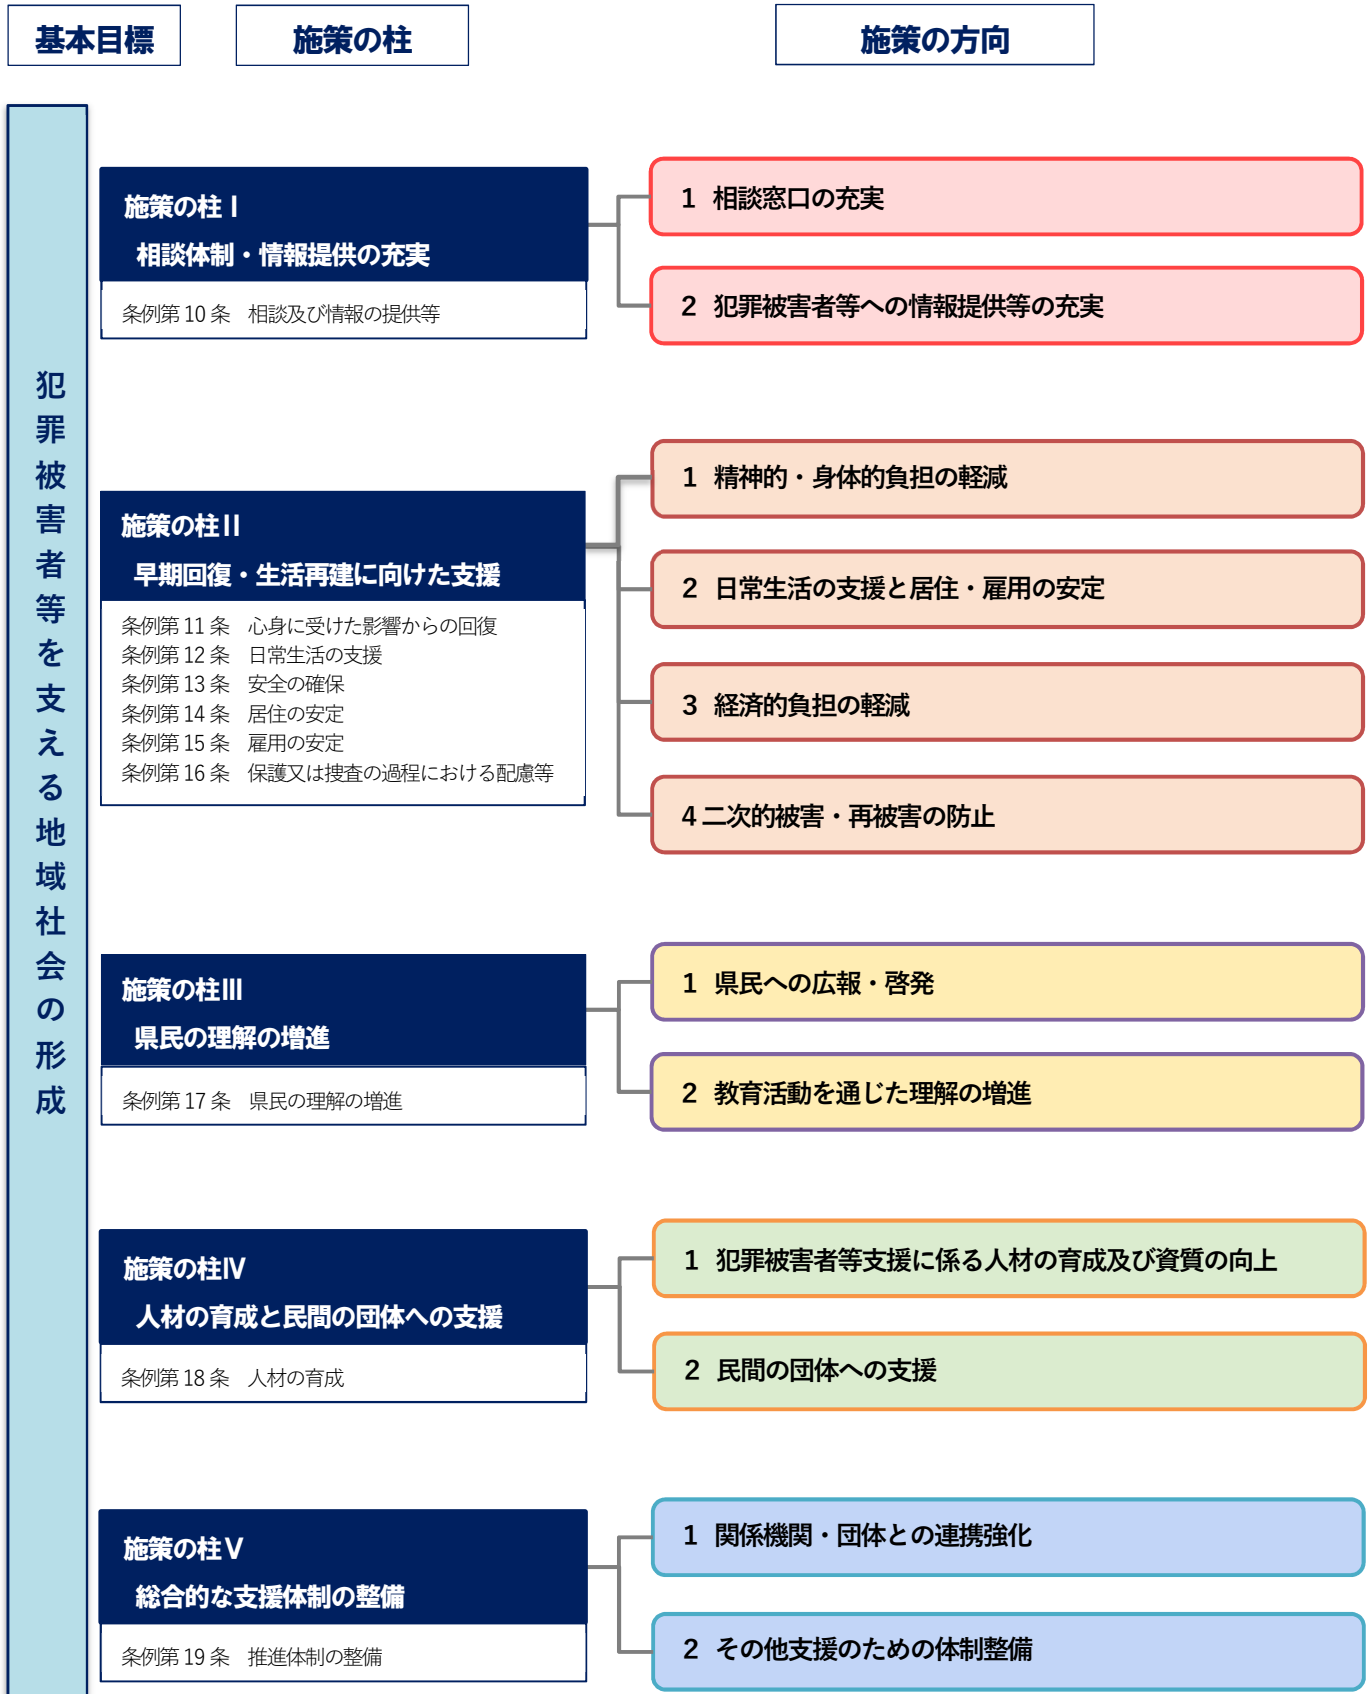 基本目標
施策の柱
施策の方向
犯罪被害者等を支える地域社会の形成
施策の柱Ⅰ
相談体制・情報提供の充実
条例第10条　相談及び情報の提供等
1 相談窓口の充実
2 犯罪被害者等への情報提供等の充実
施策の柱Ⅱ
早期回復・生活再建に向けた支援
条例第11条　心身に受けた影響からの回復
条例第12条　日常生活の支援
条例第13条　安全の確保
条例第14条　居住の安定
条例第15条　雇用の安定
条例第16条　保護又は捜査の過程における配慮等
1 精神的・身体的負担の軽減
2 日常生活の支援と居住・雇用の安定
3 経済的負担の軽減
4 二次的被害・再被害の防止
施策の柱Ⅲ
県民の理解の増進
条例第17条　県民の理解の増進
1 県民への広報・啓発
2 教育活動を通じた理解の増進
施策の柱Ⅳ
人材の育成と民間の団体への支援
条例第18条　人材の育成
1 犯罪被害者等支援に係る人材の育成及び資質の向上
2 民間の団体への支援
施策の柱Ⅴ
総合的な支援体制の整備
条例第19条　推進体制の整備
1 関係機関・団体との連携強化
2 その他支援のための体制整備